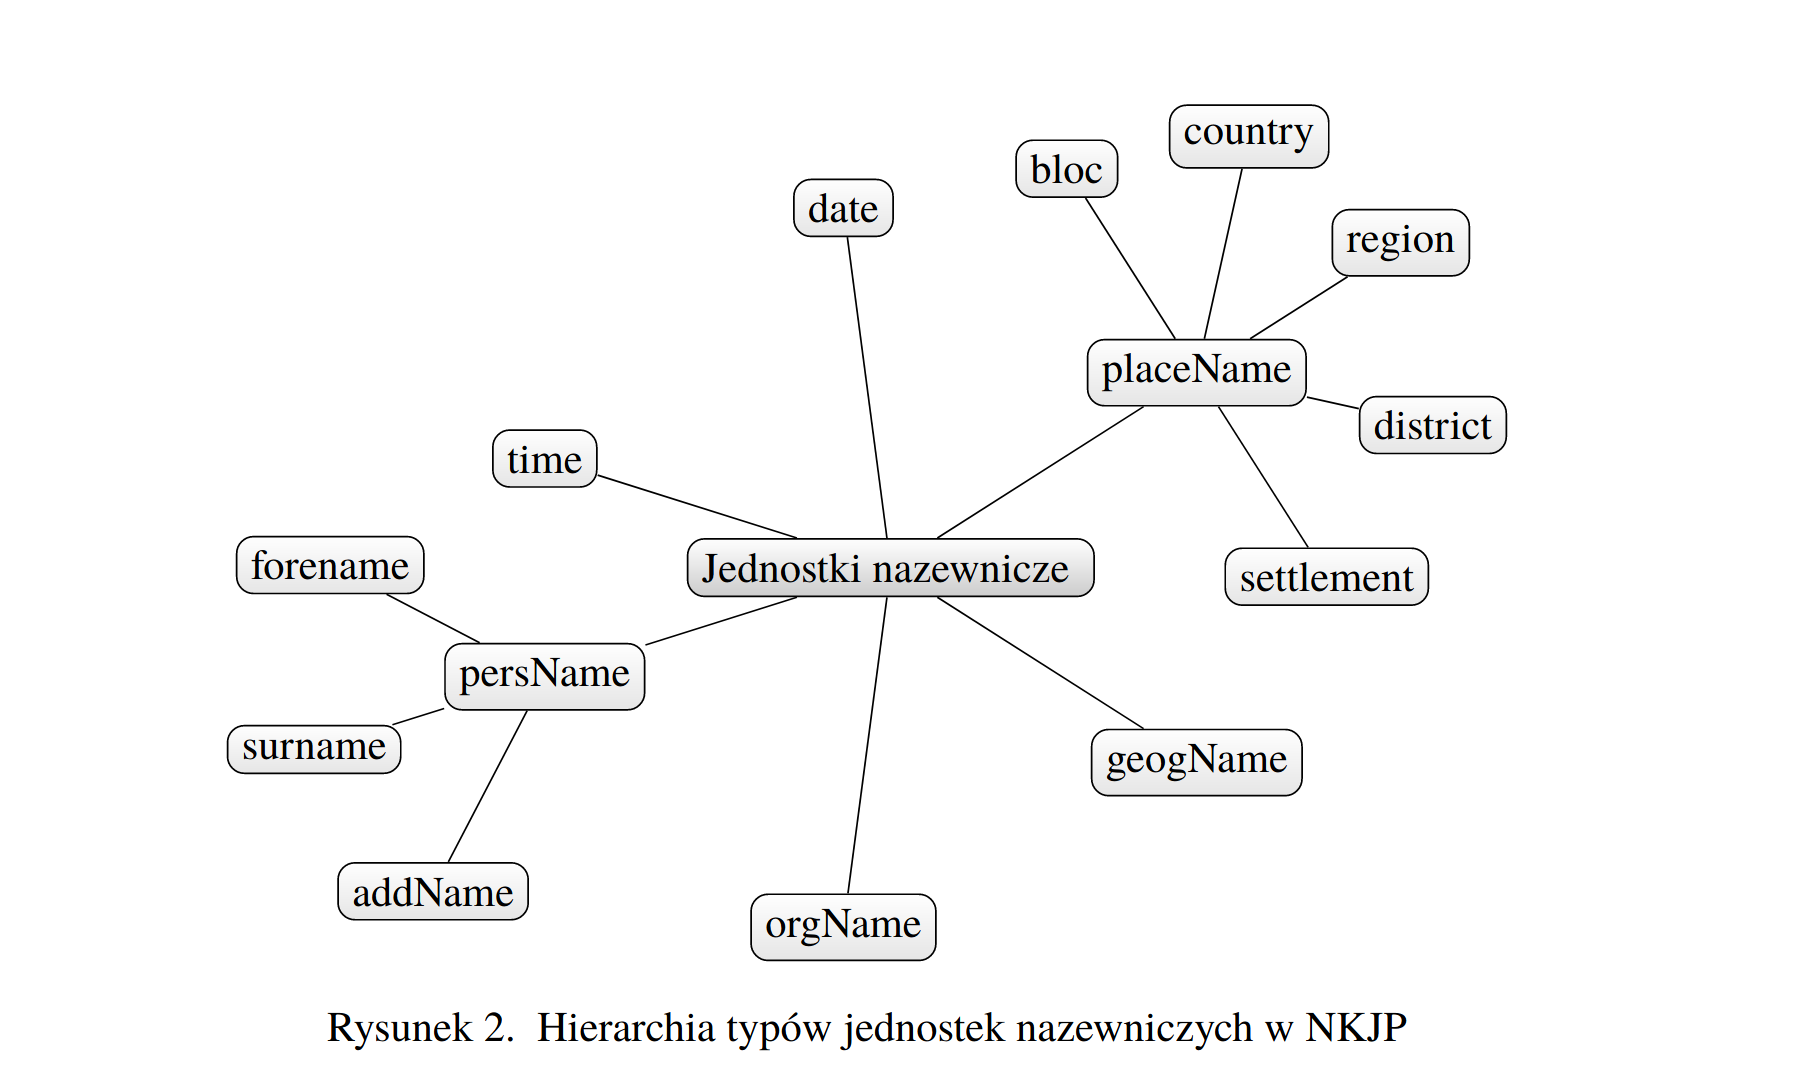 country
bloc
date
region
placeName
district
time
forename
Jednostki nazewnicze
settlement
persName
surname
geogName
addName
orgName
Rysunek 2. Hierarchia typów jednostek nazewniczych w NKJP